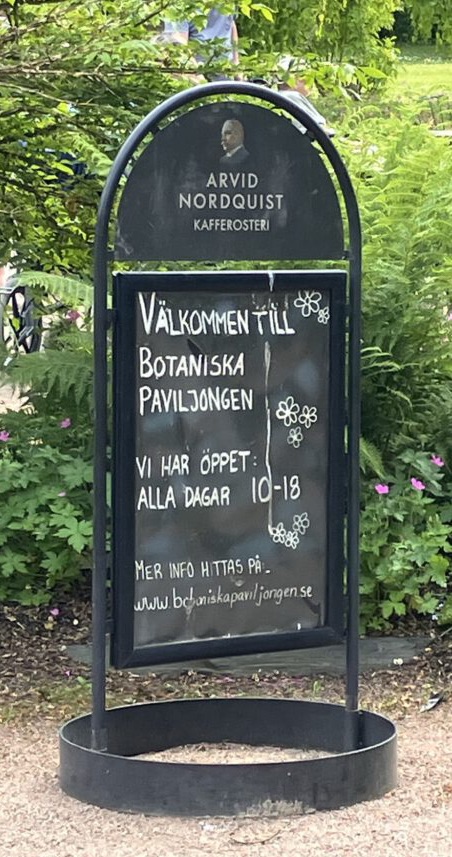 ARVID
NORDQUIST
KAFFEROSTERI
VÄLKOMMEN TILL
BOTANISKA
PAVILJONGEN
VI HAR ÖPPET:
ALLA DAGAR 10-18
MER INFO HITTAS PÅ:
www.botaniskapaviljongen.se